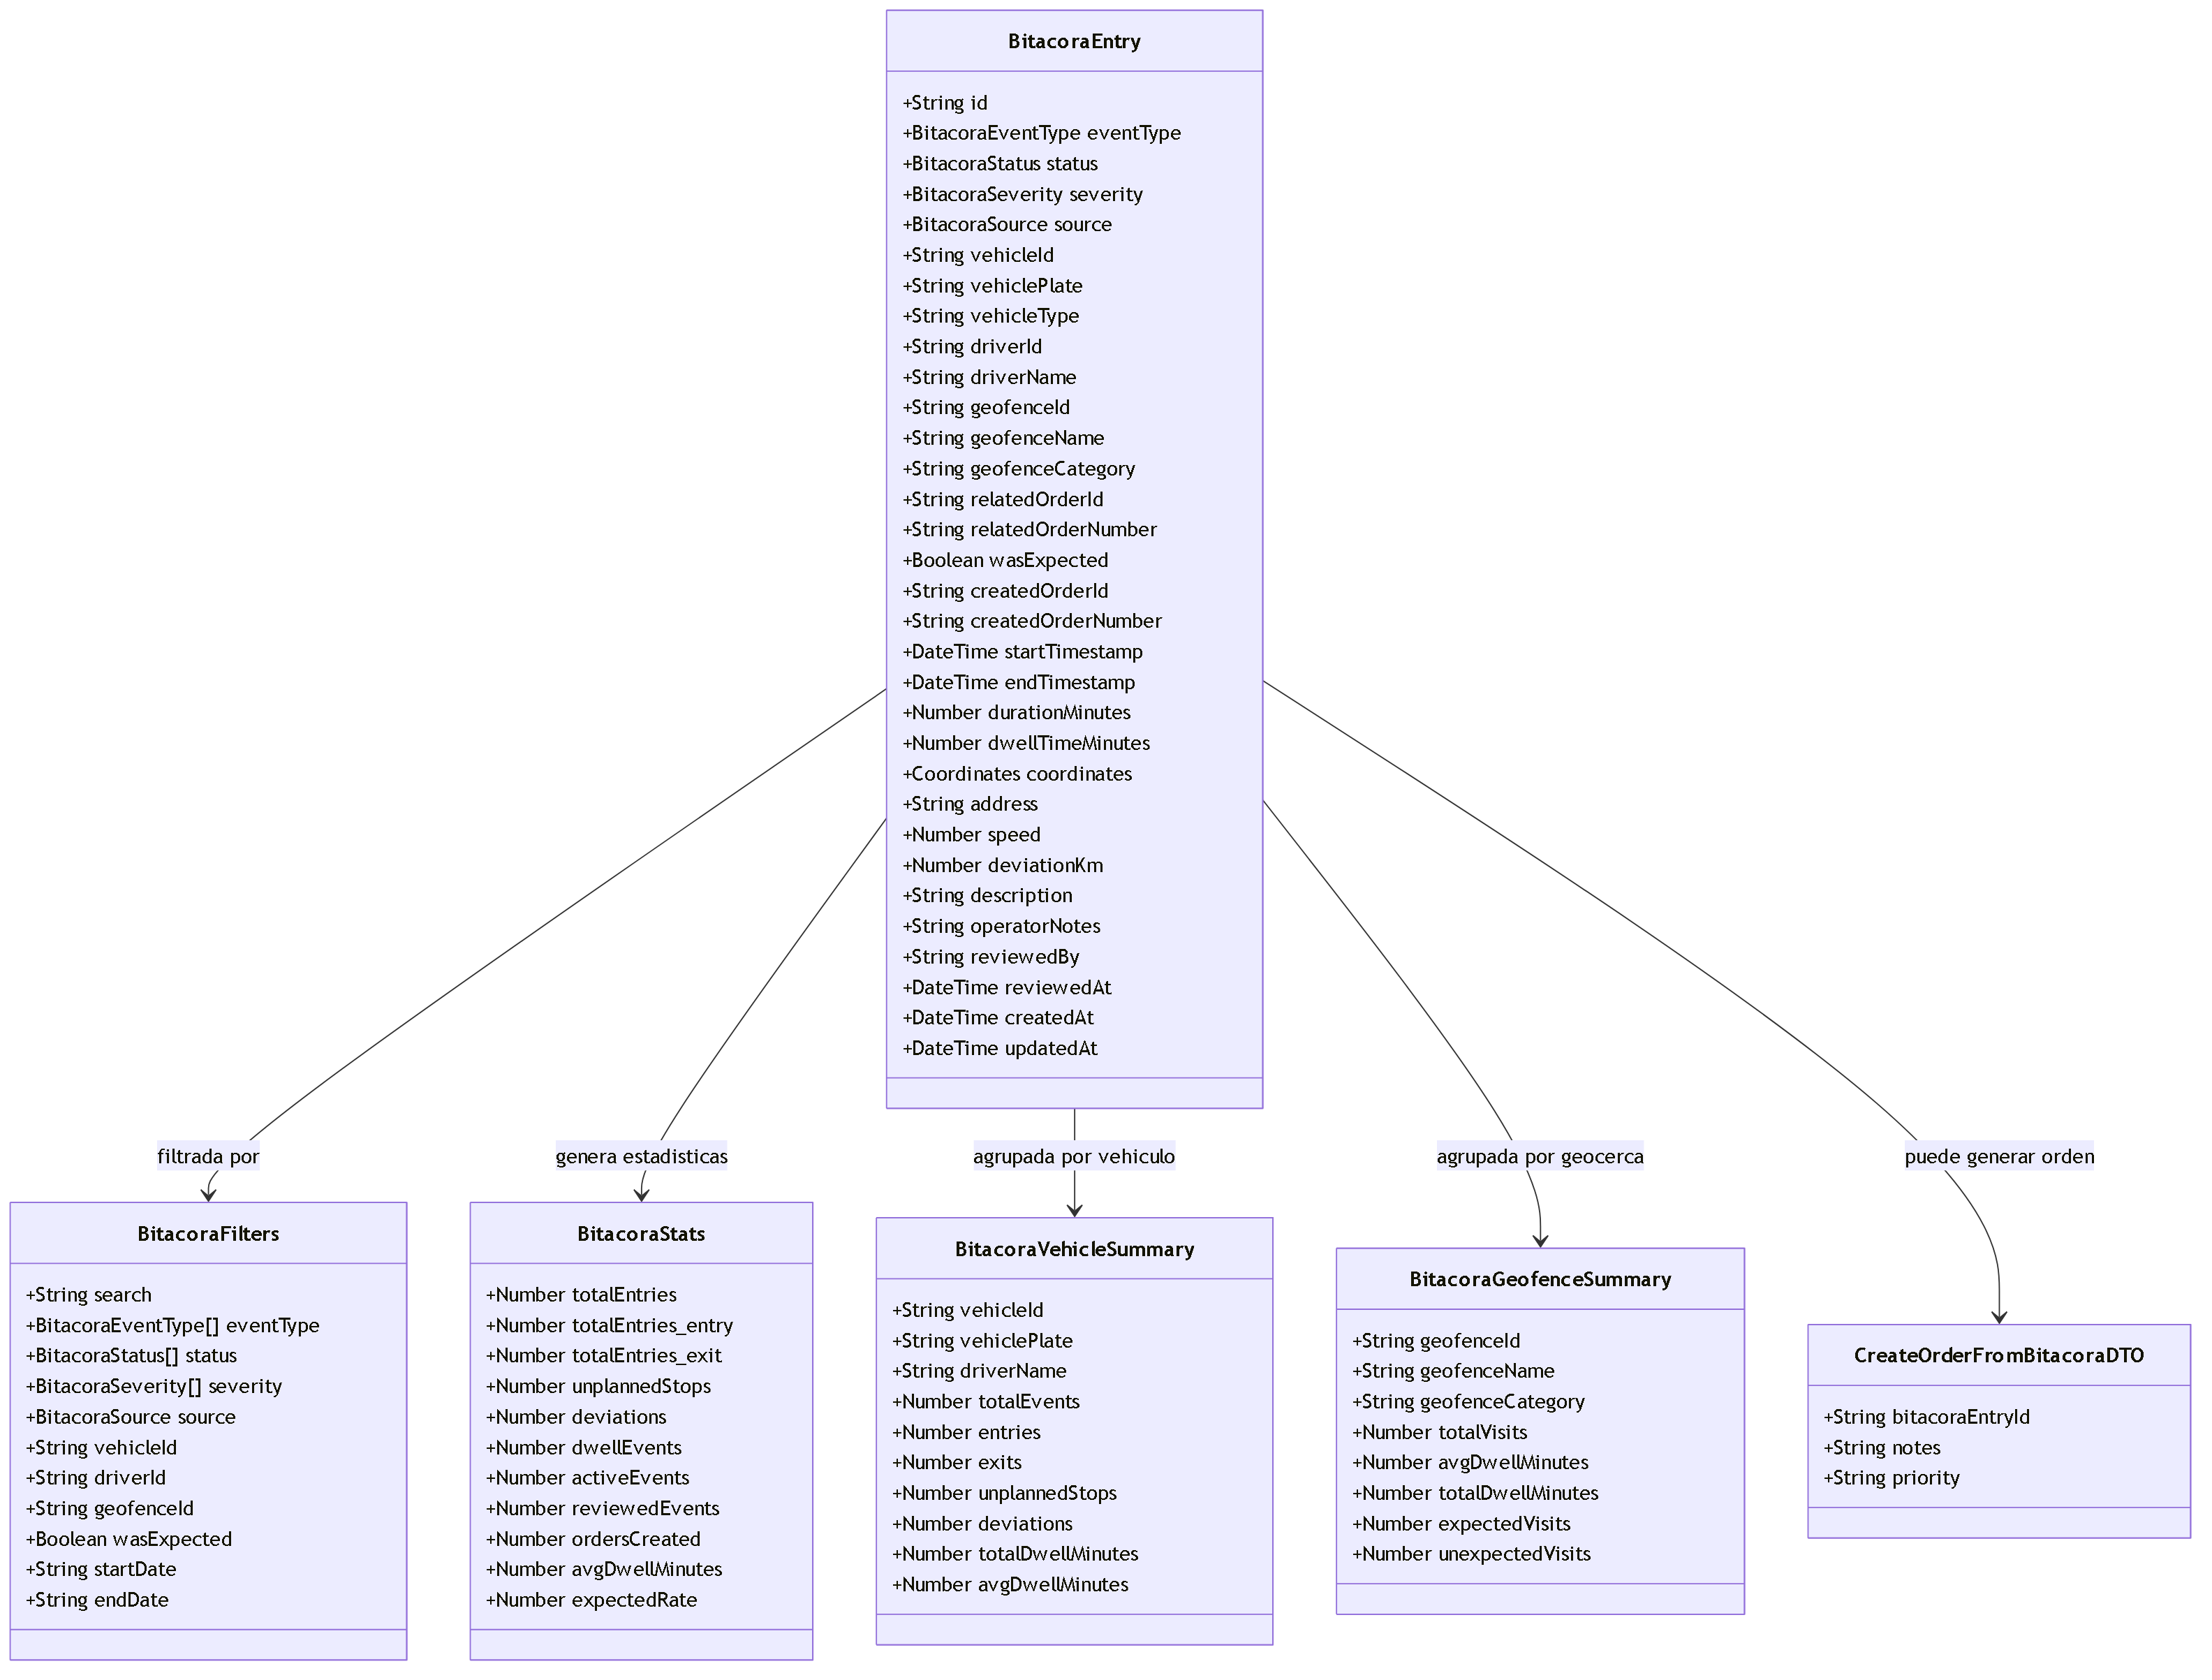 BitacoraEntry
+String id
+BitacoraEventType eventType
+BitacoraStatus status
+BitacoraSeverity severity
+BitacoraSource source
+String vehicleId
+String vehiclePlate
+String vehicleType
+String driverId
+String driverName
+String geofenceId
+String geofenceName
+String geofenceCategory
+String relatedOrderId
+String relatedOrderNumber
+Boolean wasExpected
+String createdOrderId
+String createdOrderNumber
+DateTime startTimestamp
+DateTime endTimestamp
+Number durationMinutes
+Number dwellTimeMinutes
+Coordinates coordinates
+String address
+Number speed
+Number deviationKm
+String description
+String operatorNotes
+String reviewedBy
+DateTime reviewedAt
+DateTime createdAt
+DateTime updatedAt
filtrada por
genera estadisticas
agrupada por vehiculo
agrupada por geocerca
puede generar orden
BitacoraFilters
+String search
+BitacoraEventType[] eventType
+BitacoraStatus[] status
+BitacoraSeverity[] severity
+BitacoraSource source
+String vehicleId
+String driverId
+String geofenceId
+Boolean wasExpected
+String startDate
+String endDate
BitacoraStats
+Number totalEntries
+Number totalEntries_entry
+Number totalEntries_exit
+Number unplannedStops
+Number deviations
+Number dwellEvents
+Number activeEvents
+Number reviewedEvents
+Number ordersCreated
+Number avgDwellMinutes
+Number expectedRate
BitacoraVehicleSummary
+String vehicleId
+String vehiclePlate
+String driverName
+Number totalEvents
+Number entries
+Number exits
+Number unplannedStops
+Number deviations
+Number totalDwellMinutes
+Number avgDwellMinutes
BitacoraGeofenceSummary
+String geofenceId
+String geofenceName
+String geofenceCategory
+Number totalVisits
+Number avgDwellMinutes
+Number totalDwellMinutes
+Number expectedVisits
+Number unexpectedVisits
CreateOrderFromBitacoraDTO
+String bitacoraEntryId
+String notes
+String priority